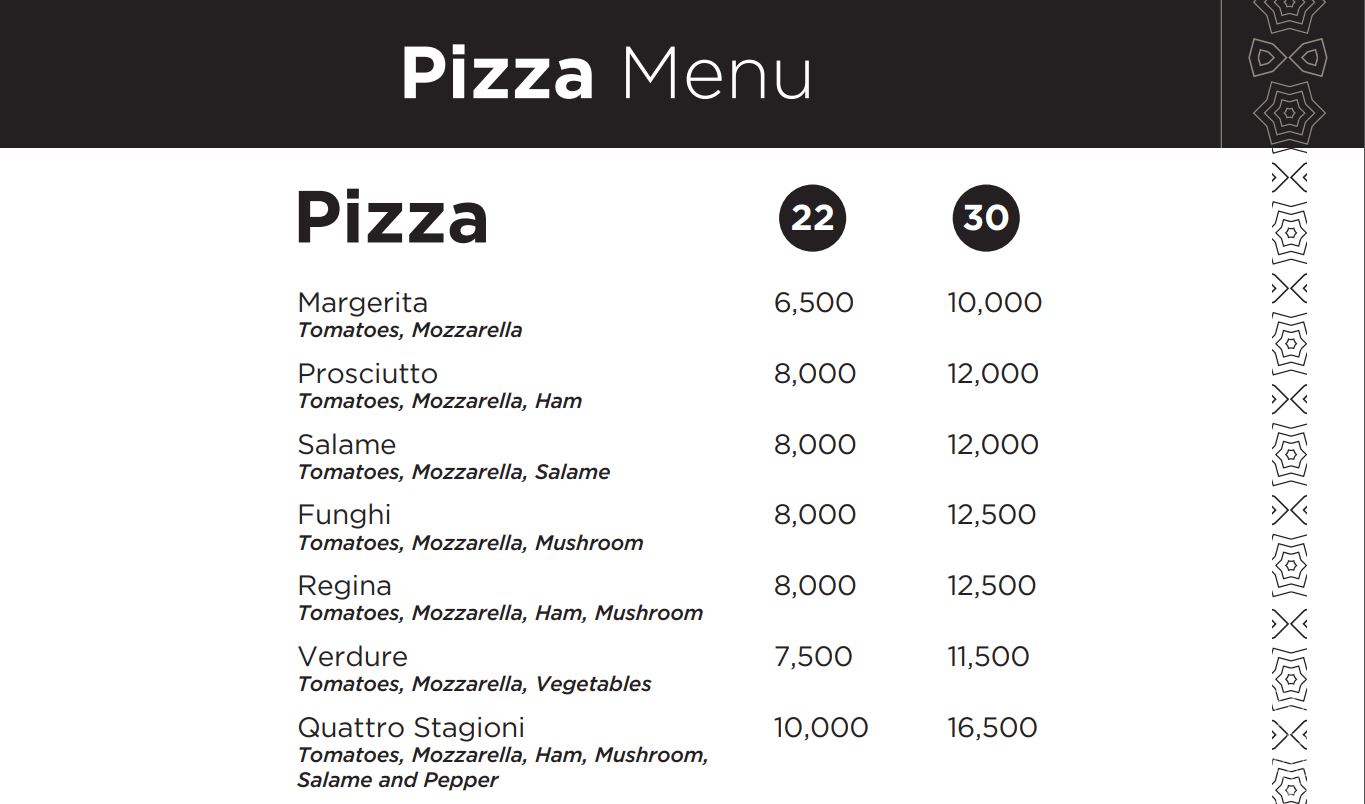 Pizza Menu
Pizza 22 30
Margerita 6,500 10,000
Tomatoes, Mozzarella
Prosciutto 8,000 12,000
Tomatoes, Mozzarella, Ham
Salame 8,000 12,000
Tomatoes, Mozzarella, Salame
Funghi 8,000 12,500
Tomatoes, Mozzarella, Mushroom
Regina 8,000 12,500
Tomatoes, Mozzarella, Ham, Mushroom
Verdure 7,500 11,500
Tomatoes, Mozzarella, Vegetables
Quattro Stagioni 10,000 16,500
Tomatoes, Mozzarella, Ham, Mushroom,
Salame and Pepper